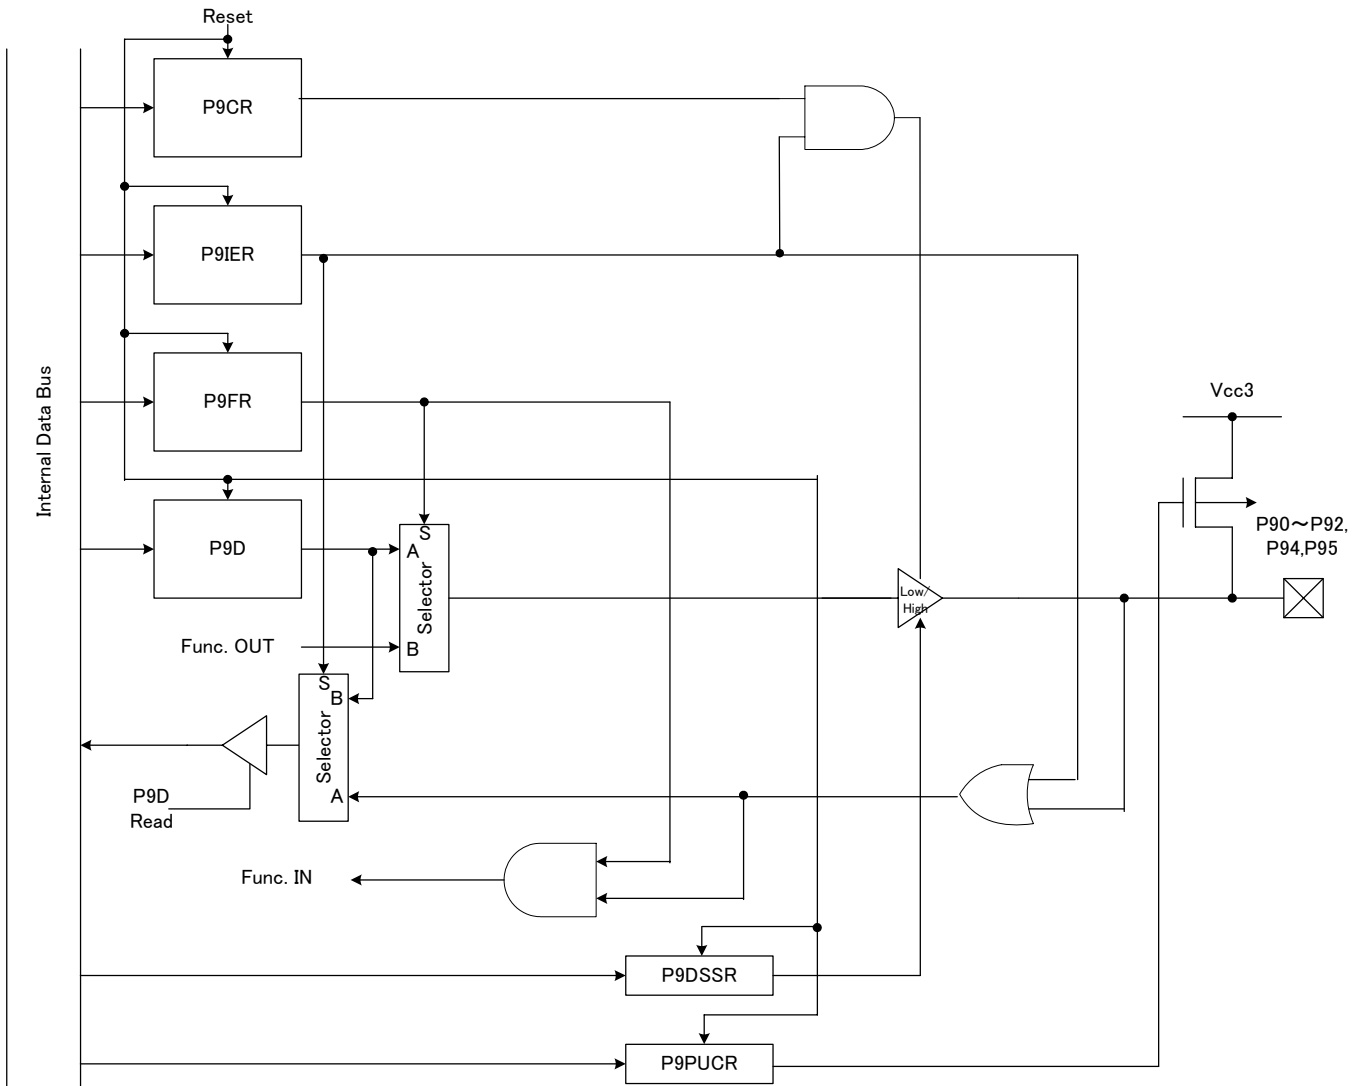 Reset
P9CR
P9IER
Internal Data Bus
P9FR
Vcc3
P9D
S
A
Selector
B
Low/
High
P90～P92,
P94,P95
Func. OUT
S
B
Selector
A
P9D
Read
Func. IN
P9DSSR
P9PUCR